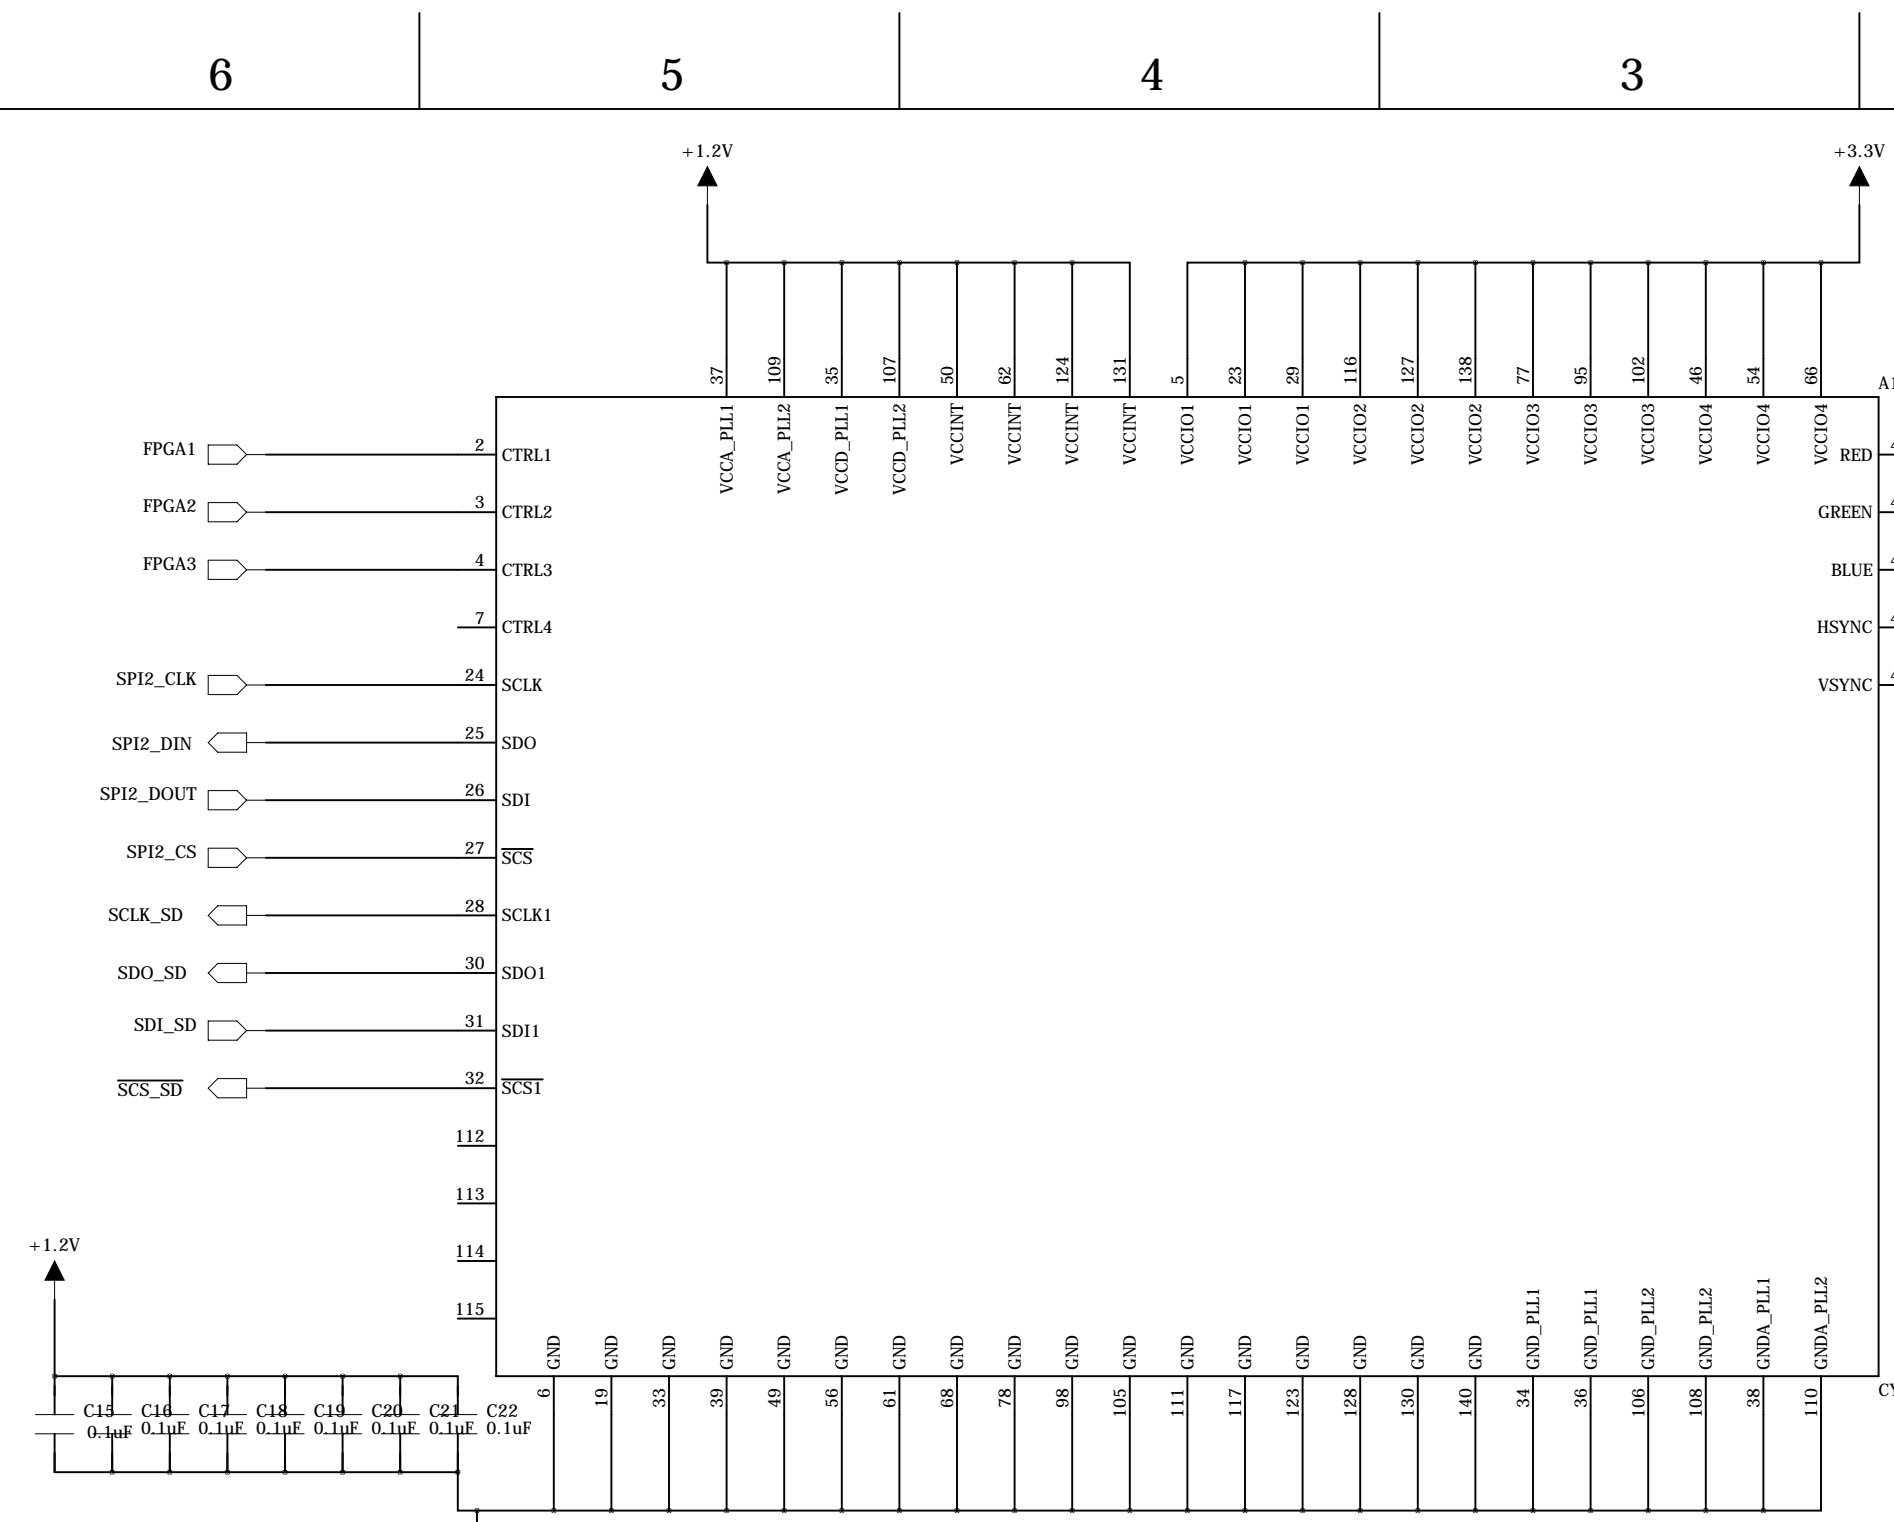 6 5 4 3
+1.2V +3.3V
37 109 35 107 50 62 124 131 5 23 29 116 127 138 77 95 102 46 54 66
VCCA_PLL1 VCCA_PLL2 VCCD_PLL1 VCCD_PLL2 VCCINT VCCINT VCCINT VCCINT VCCIO1 VCCIO1 VCCIO1 VCCIO2 VCCIO2 VCCIO2 VCCIO3 VCCIO3 VCCIO3 VCCIO4 VCCIO4 VCCIO4
FPGA1 2 CTRL1 RED
FPGA2 3 CTRL2 GREEN
FPGA3 4 CTRL3 BLUE
7 CTRL4 HSYNC
SPI2_CLK 24 SCLK VSYNC
SPI2_DIN 25 SDO
SPI2_DOUT 26 SDI
SPI2_CS 27 SCS
SCLK_SD 28 SCLK1
SDO_SD 30 SDO1
SDI_SD 31 SDI1
SCS_SD 32 SCS1
112
113
114
115
+1.2V
GND GND GND GND GND GND GND GND GND GND GND GND GND GND GND GND GND GND_PLL1 GND_PLL1 GND_PLL2 GND_PLL2 GNDA_PLL1 GNDA_PLL2
6 19 33 39 49 56 61 68 78 98 105 111 117 123 128 130 140 34 36 106 108 38 110
C15 C16 C17 C18 C19 C20 C21 C22
0.1uF 0.1uF 0.1uF 0.1uF 0.1uF 0.1uF 0.1uF 0.1uF